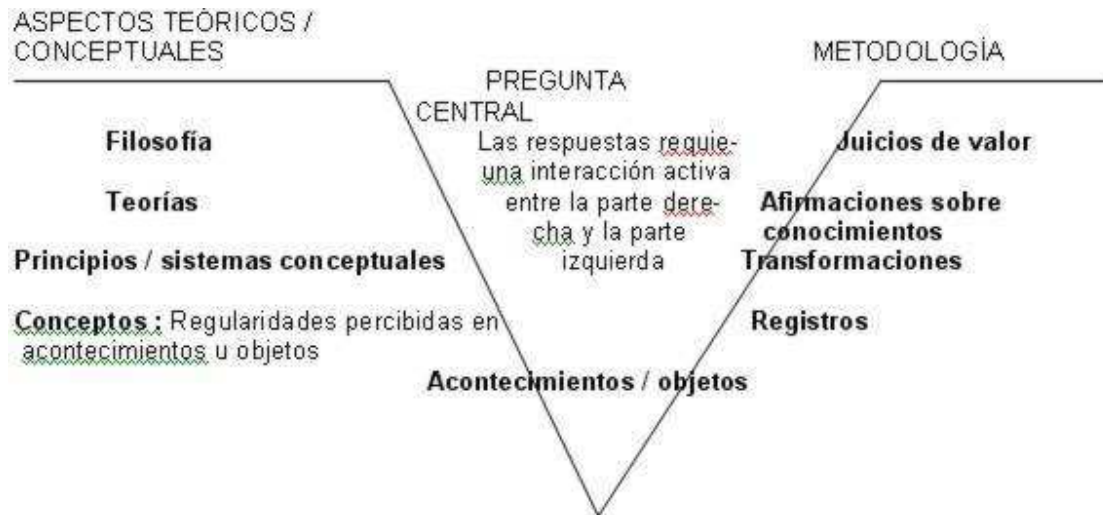 ASPECTOS TEÓRICOS /
CONCEPTUALES
Filosofía
Teorías
Principios / sistemas conceptuales
Conceptos : Regularidades percibidas en
acontecimientos u objetos
PREGUNTA
CENTRAL
Las respuestas requie-
una interacción activa
entre la parte dere-
cha y la parte
izquierda
Acontecimientos / objetos
METODOLOGÍA
Juicios de valor
Afirmaciones sobre
conocimientos
Transformaciones
Registros